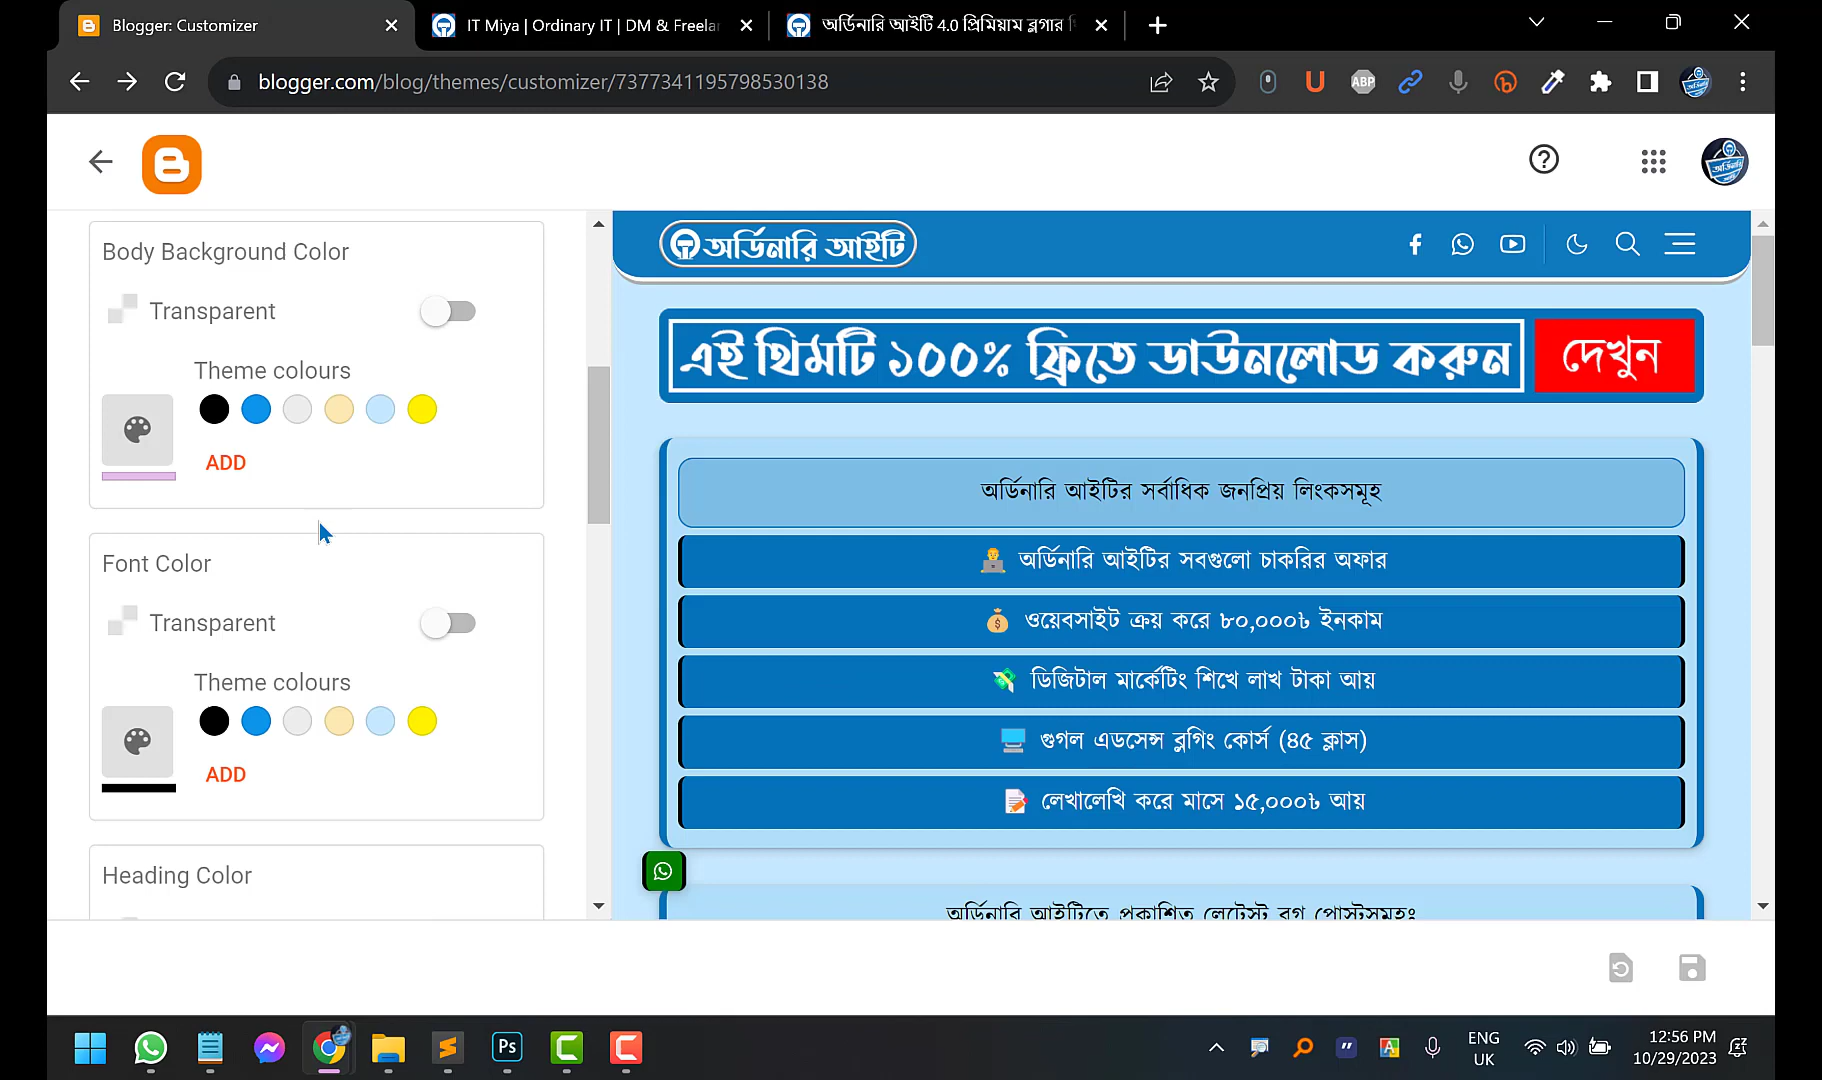 Blogger: Customizer
IT Miya | Ordinary IT | DM & Freelar
অর্ডিনারি আইটি 4.0 প্রিমিয়াম ব্লগার
blogger.com/blog/themes/customizer/7377341195798530138
ABP
অর্ডিনারি আইটি
Body Background Color
Transparent
Theme colours
ADD
Font Color
Transparent
Theme colours
ADD
Heading Color
এই থিমটি ১০০% ফ্রিতে ডাউনলোড করুন
দেখুন
অর্ডিনারি আইটির সর্বাধিক জনপ্রিয় লিংকসমূহ
অর্ডিনারি আইটির সবগুলো চাকরির অফার
ওয়েবসাইট ক্রয় করে ৮০,০০০৳ ইনকাম
ডিজিটাল মার্কেটিং শিখে লাখ টাকা আয়
গুগল এডসেন্স ব্লগিং কোর্স (৪৫ ক্লাস)
লেখালেখি করে মাসে ১৫,০০০৳ আয়
অর্ডিনারি আইটিতে প্রকাশিত লেটেস্ট ব্লগ পোস্টসমূহঃ
Ps
ENG
UK
12:56 PM
10/29/2023